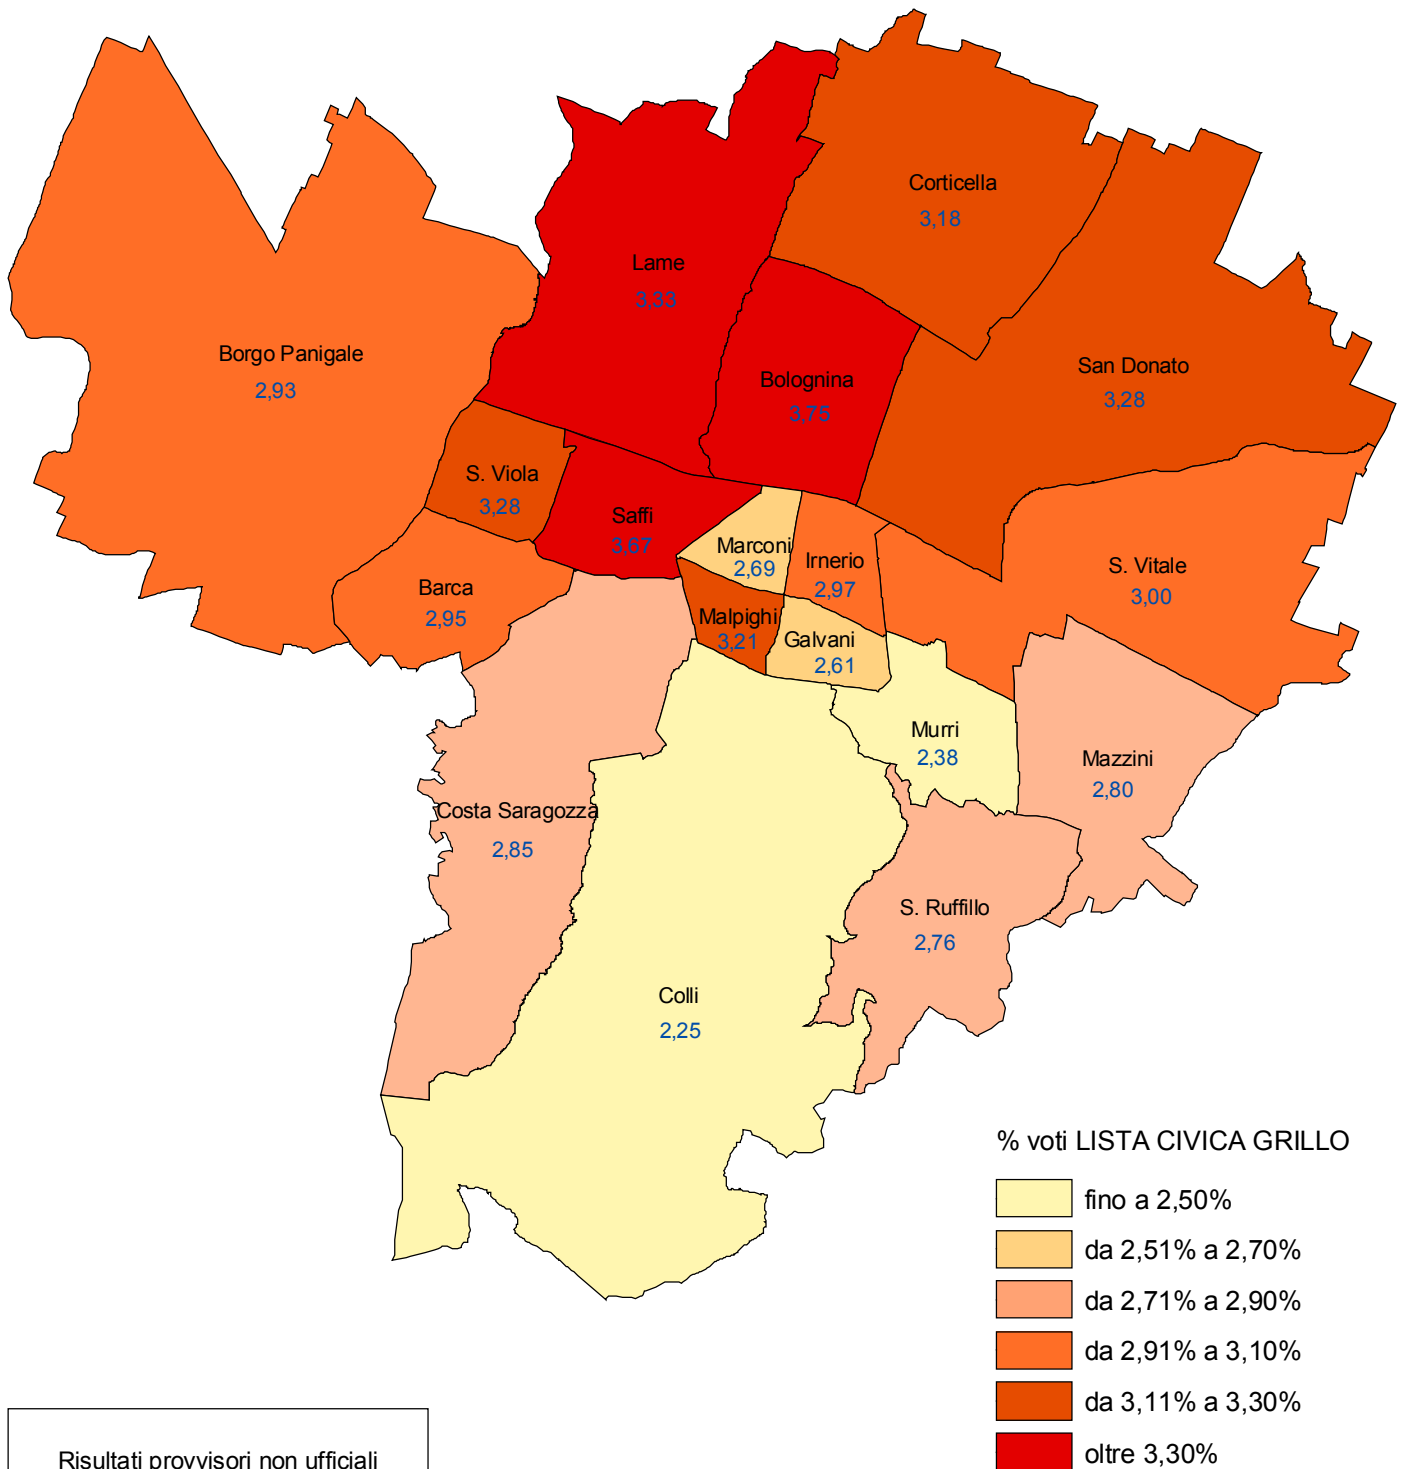 Corticella
3,18
Lame
3,33
Borgo Panigale
2,93
Bolognina
3,75
San Donato
3,28
S. Viola
3,28
Saffi
3,67
Marconi
2,69
Irnerio
2,97
S. Vitale
3,00
Barca
2,95
Malpighi
3,21
Galvani
2,61
Murri
2,38
Mazzini
2,80
Costa Saragozza
2,85
S. Ruffillo
2,76
Colli
2,25
% voti LISTA CIVICA GRILLO
fino a 2,50%
da 2,51% a 2,70%
da 2,71% a 2,90%
da 2,91% a 3,10%
da 3,11% a 3,30%
oltre 3,30%
Risultati provvisori non ufficiali